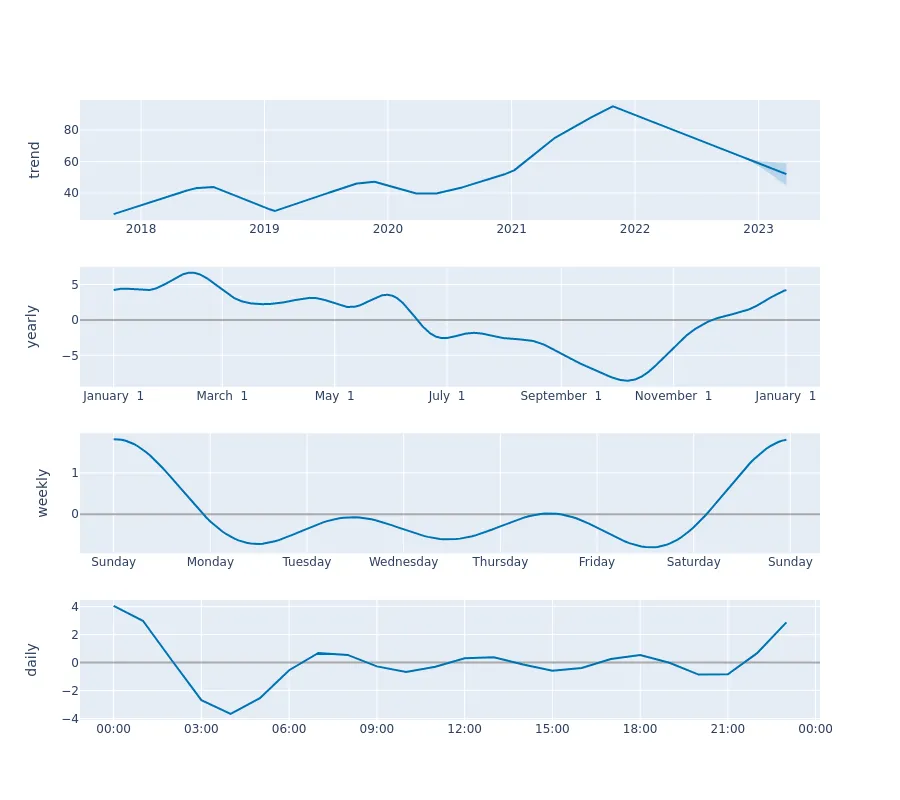 trend
80
60
40
2018 2019 2020 2021 2022 2023
yearly
5
0
−5
January 1 March 1 May 1 July 1 September 1 November 1 January 1
weekly
1
0
Sunday Monday Tuesday Wednesday Thursday Friday Saturday Sunday
daily
4
2
0
−2
−4
00:00 03:00 06:00 09:00 12:00 15:00 18:00 21:00 00:00